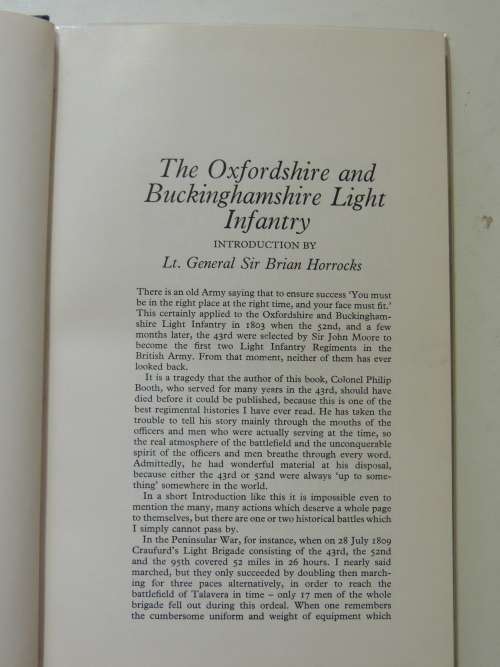 The Oxfordshire and
Buckinghamshire Light
Infantry
INTRODUCTION BY
Lt. General Sir Brian Horrocks
There is an old Army saying that to ensure success ‘You must
be in the right place at the right time, and your face must fit.’
This certainly applied to the Oxfordshire and Buckingham-
shire Light Infantry in 1803 when the 52nd, and a few
months later, the 43rd were selected by Sir John Moore to
become the first two Light Infantry Regiments in the
British Army. From that moment, neither of them has ever
looked back.
It is a tragedy that the author of this book, Colonel Philip
Booth, who served for many years in the 43rd, should have
died before it could be published, because this is one of the
best regimental histories I have ever read. He has taken the
trouble to tell his story mainly through the mouths of the
officers and men who were actually serving at the time, so
the real atmosphere of the battlefield and the unconquerable
spirit of the officers and men breathe through every word.
Admittedly, he had wonderful material at his disposal,
because either the 43rd or 52nd were always ‘up to some-
thing’ somewhere in the world.
In a short Introduction like this it is impossible even to
mention the many, many actions which deserve a whole page
to themselves, but there are one or two historical battles which
I simply cannot pass by.
In the Peninsular War, for instance, when on 28 July 1809
Craufurd's Light Brigade consisting of the 43rd, the 52nd
and the 95th covered 52 miles in 26 hours. I nearly said
marched, but they only succeeded by doubling then march-
ing for three paces alternatively, in order to reach the
battlefield of Talavera in time – only 17 men of the whole
brigade fell out during this ordeal. When one remembers
the cumbersome uniform and weight of equipment which